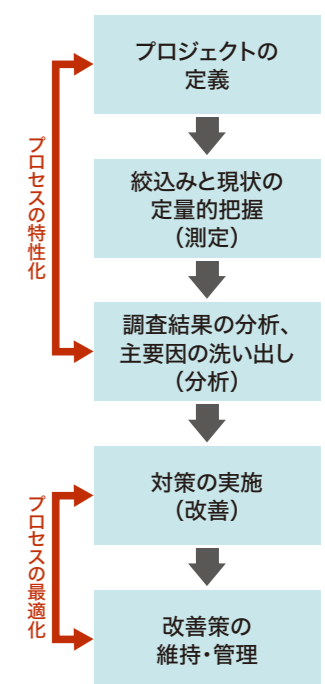 プロジェクトの
定義
絞込みと現状の
定量的把握
（測定）
調査結果の分析、
主要因の洗い出し
（分析）
対策の実施
（改善）
改善策の
維持・管理
プロセスの特性化
プロセスの最適化